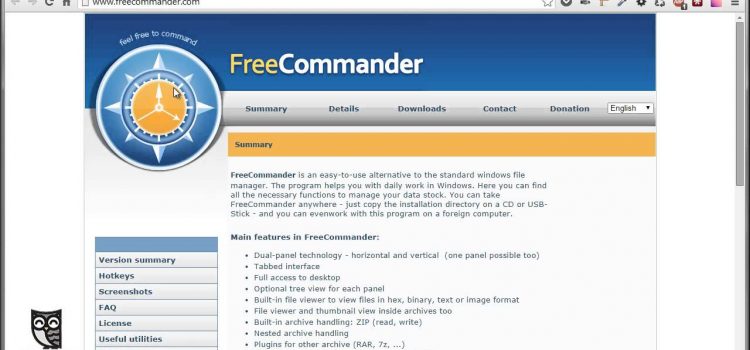 www.freecommander.com
feel free to command
FreeCommander
Summary Details Downloads Contact Donation English
Summary
FreeCommander is an easy-to-use alternative to the standard windows file
manager. The program helps you with daily work in Windows. Here you can find
all the necessary functions to manage your data stock. You can take
FreeCommander anywhere - just copy the installation directory on a CD or USB-
Stick - and you can evenwork with this program on a foreign computer.
Main features in FreeCommander:
Dual-panel technology - horizontal and vertical (one panel possible too)
Tabbed interface
Full access to desktop
Optional tree view for each panel
Built-in file viewer to view files in hex, binary, text or image format
File viewer and thumbnail view inside archives too
Built-in archive handling: ZIP (read, write)
Nested archive handling
Plugins for other archive (RAR, 7z, ...)
Version summary
Hotkeys
Screenshots
FAQ
License
Useful utilities